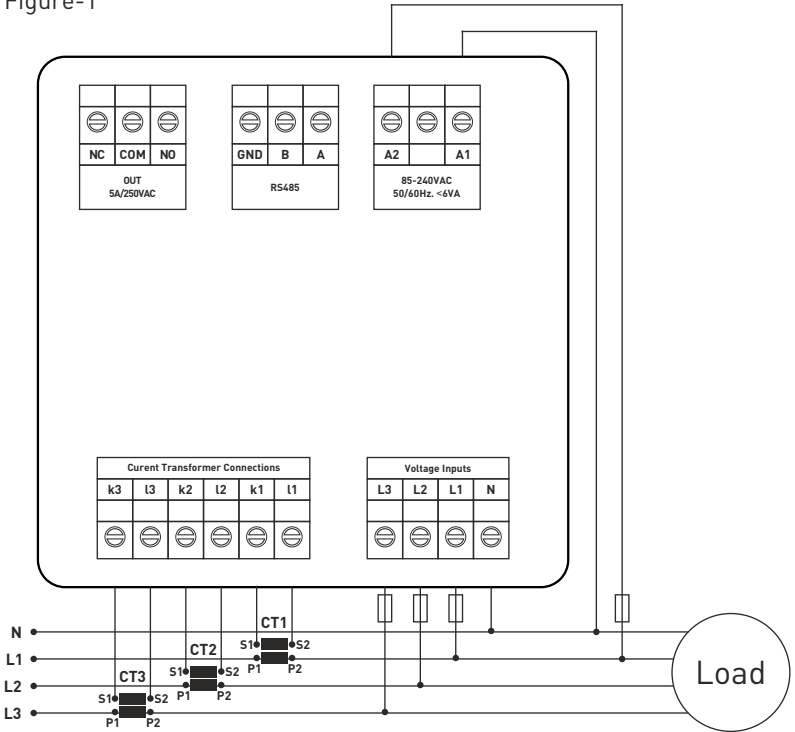 Figure-1
NC COM NO
OUT
5A/250VAC
GND B A
RS485
A2 A1
85-240VAC
50/60Hz. <6VA
Curent Transformer Connections
k3 l3 k2 l2 k1 l1
Voltage Inputs
L3 L2 L1 N
N
L1
L2
L3
CT1
S1 S2
P1 P2
CT2
S1 S2
P1 P2
CT3
S1 S2
P1 P2
Load